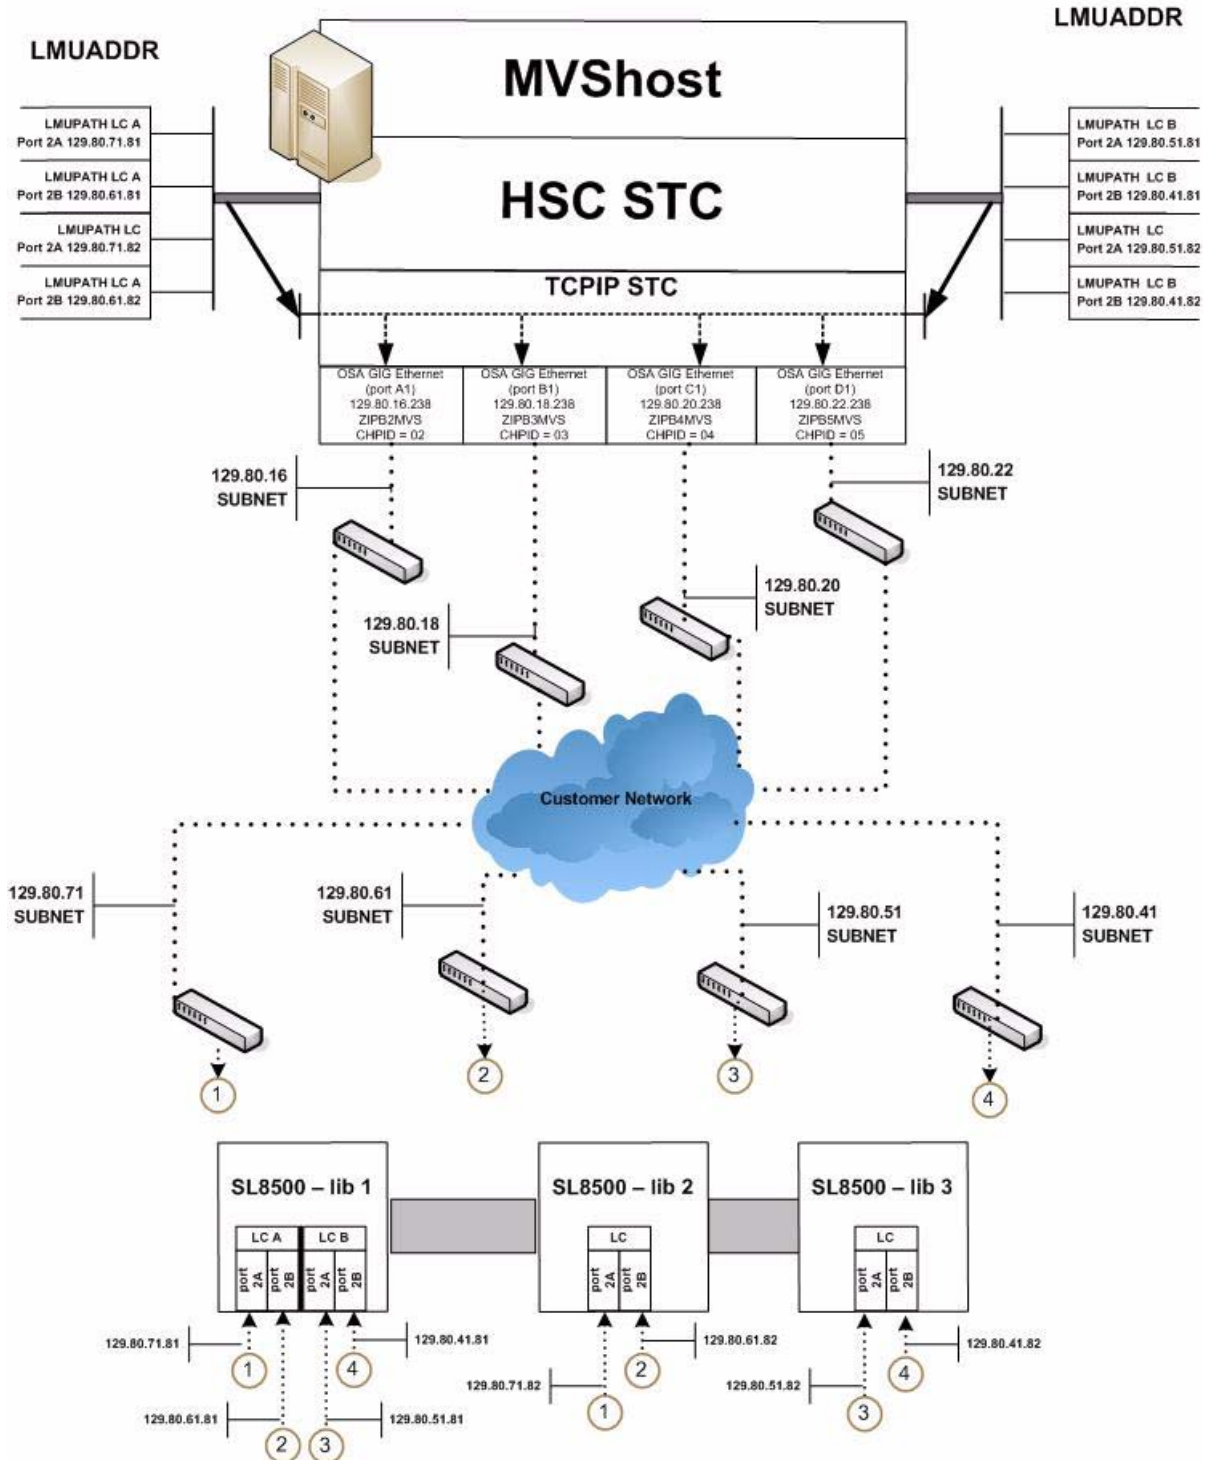 LMUADDR
LMUADDR
MVShost
HSC STC
TCPIP STC
LMUPATH LC A
Port 2A 129.80.71.81
LMUPATH LC A
Port 2B 129.80.61.81
LMUPATH LC
Port 2A 129.80.71.82
LMUPATH LC A
Port 2B 129.80.61.82
LMUPATH LC B
Port 2A 129.80.51.81
LMUPATH LC B
Port 2B 129.80.41.81
LMUPATH LC
Port 2A 129.80.51.82
LMUPATH LC B
Port 2B 129.80.41.82
OSA GIG Ethernet
(port A1)
129.80.16.238
ZIPB2MVS
CHPID = 02
OSA GIG Ethernet
(port B1)
129.80.18.238
ZIPB3MVS
CHPID = 03
OSA GIG Ethernet
(port C1)
129.80.20.238
ZIPB4MVS
CHPID = 04
OSA GIG Ethernet
(port D1)
129.80.22.238
ZIPB5MVS
CHPID = 05
129.80.16
SUBNET
129.80.22
SUBNET
129.80.18
SUBNET
129.80.20
SUBNET
Customer Network
129.80.71
SUBNET
129.80.61
SUBNET
129.80.51
SUBNET
129.80.41
SUBNET
1
2
3
4
SL8500 – lib 1
LC A
LC B
port 2A
port 2B
port 2A
port 2B
SL8500 – lib 2
LC
port 2A
port 2B
SL8500 – lib 3
LC
port 2A
port 2B
129.80.71.81
1
129.80.61.81
2
3
129.80.51.81
4
129.80.41.81
129.80.71.82
1
2
129.80.61.82
129.80.51.82
3
4
129.80.41.82